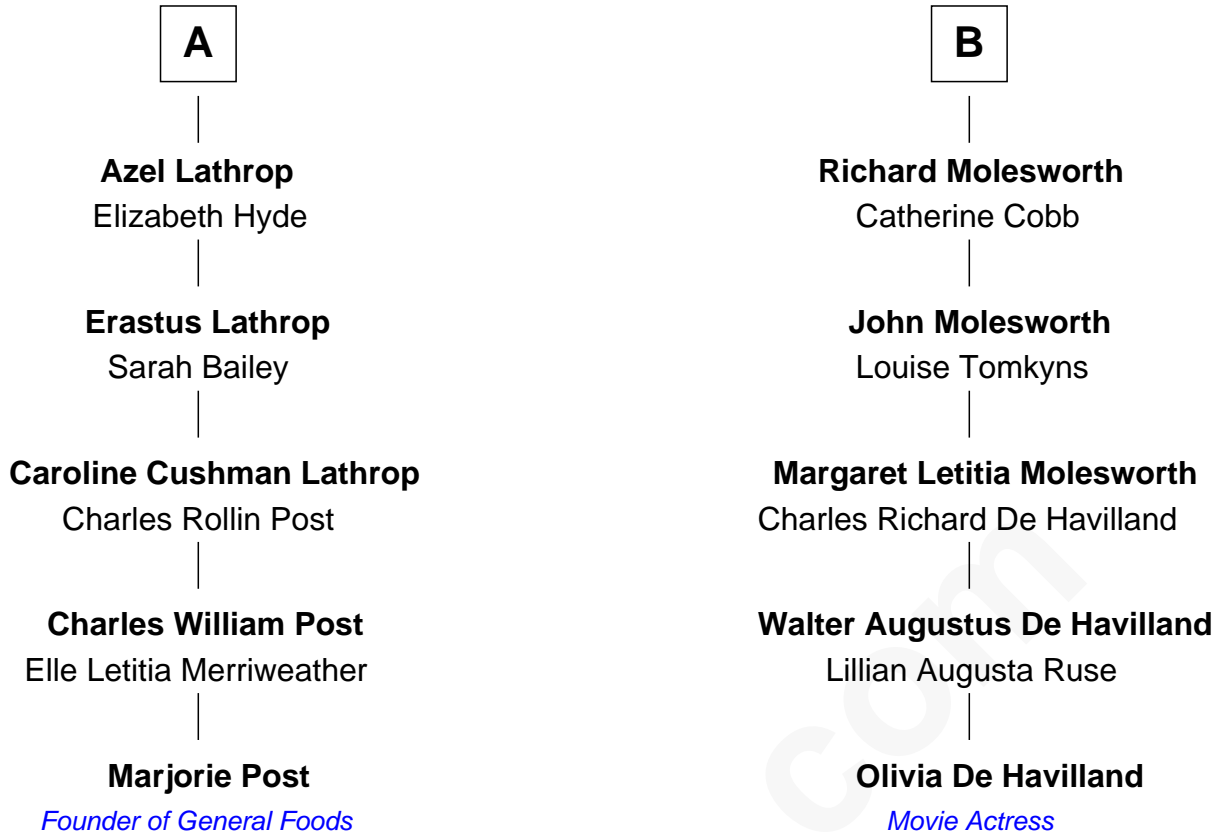 A
Azel Lathrop
Elizabeth Hyde
Erastus Lathrop
Sarah Bailey
Caroline Cushman Lathrop
Charles Rollin Post
Charles William Post
Elle Letitia Merriweather
Marjorie Post
Founder of General Foods
B
Richard Molesworth
Catherine Cobb
John Molesworth
Louise Tomkyns
Margaret Letitia Molesworth
Charles Richard De Havilland
Walter Augustus De Havilland
Lillian Augusta Ruse
Olivia De Havilland
Movie Actress
com